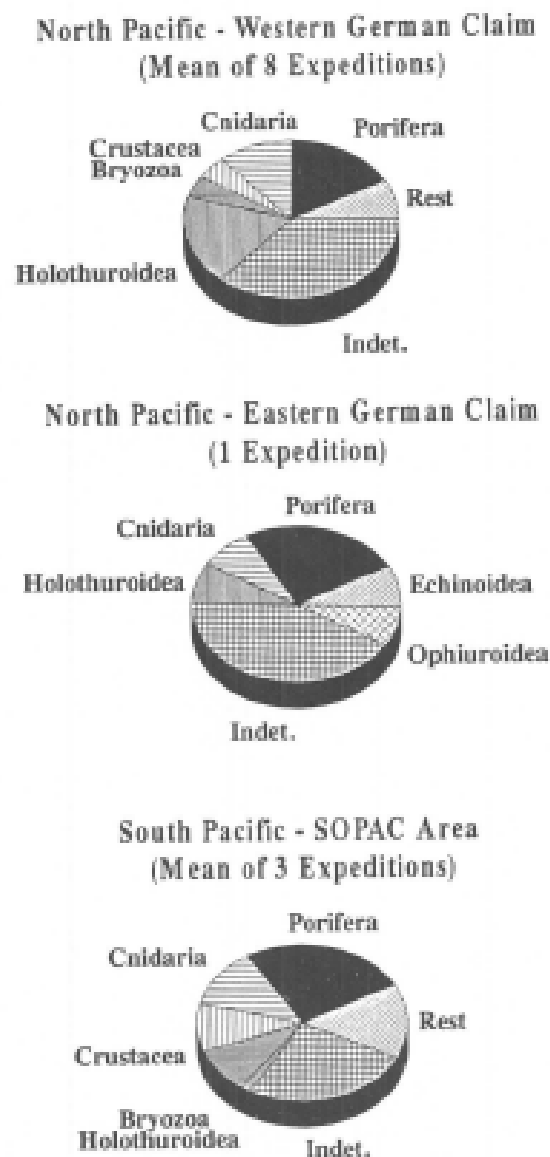 North Pacific - Western German Claim
(Mean of 8 Expeditions)
Cnidaria
Porifera
Crustacea
Bryozoa
Rest
Holothuroidea
Indet.
North Pacific - Eastern German Claim
(1 Expedition)
Porifera
Cnidaria
Holothuroidea
Echinoidea
Ophiuroidea
Indet.
South Pacific - SOPAC Area
(Mean of 3 Expeditions)
Porifera
Cnidaria
Rest
Crustacea
Bryozoa
Holothuroidea
Indet.